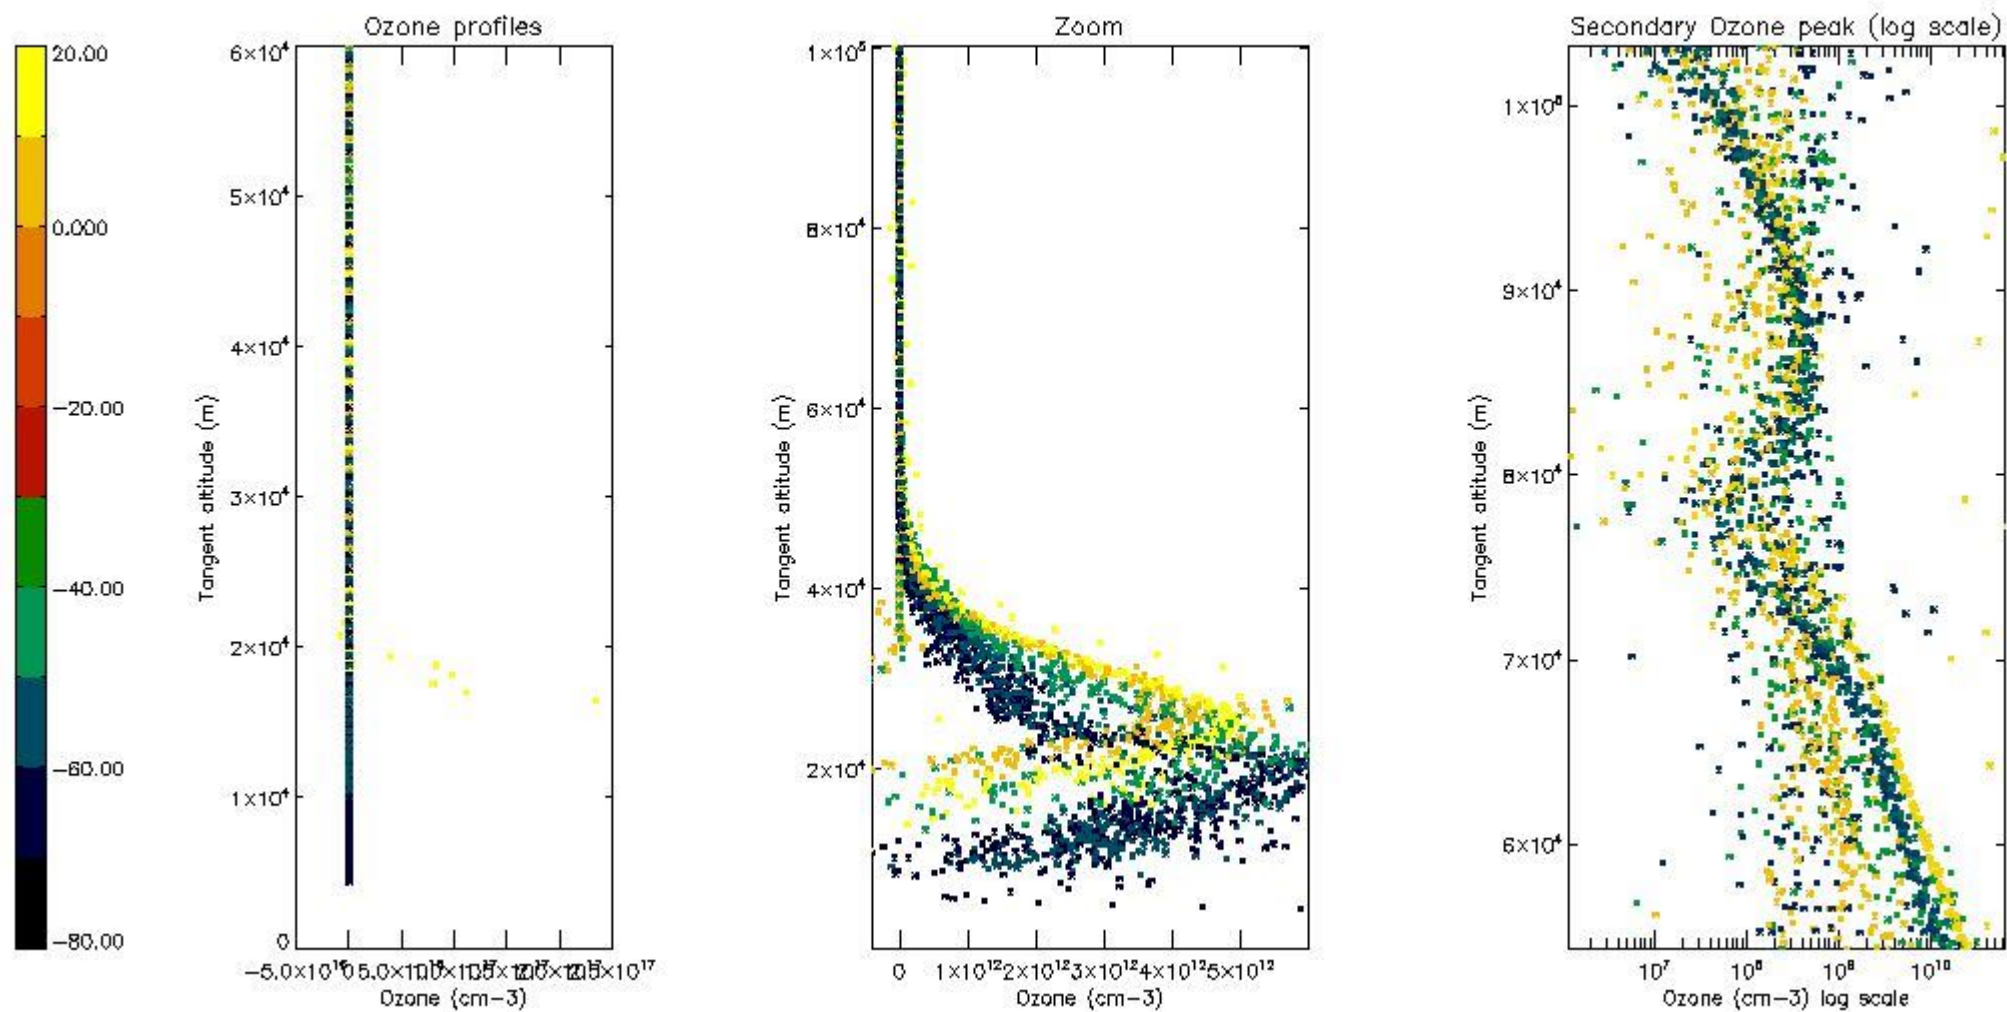 Ozone profiles
Zoom
Secondary Ozone peak (log scale)
20.00
0.000
−20.00
−40.00
−60.00
−80.00
6×10⁴
5×10⁴
4×10⁴
3×10⁴
2×10⁴
1×10⁴
0
Tangent altitude (m)
Ozone (cm−3)
1×10⁵
8×10⁴
6×10⁴
4×10⁴
2×10⁴
Tangent altitude (m)
0 1×10¹² 2×10¹² 3×10¹² 4×10¹² 5×10¹²
Ozone (cm−3)
9×10⁴
8×10⁴
7×10⁴
6×10⁴
Tangent altitude (m)
10⁷ 10⁸ 10⁹ 10¹⁰
Ozone (cm−3) log scale